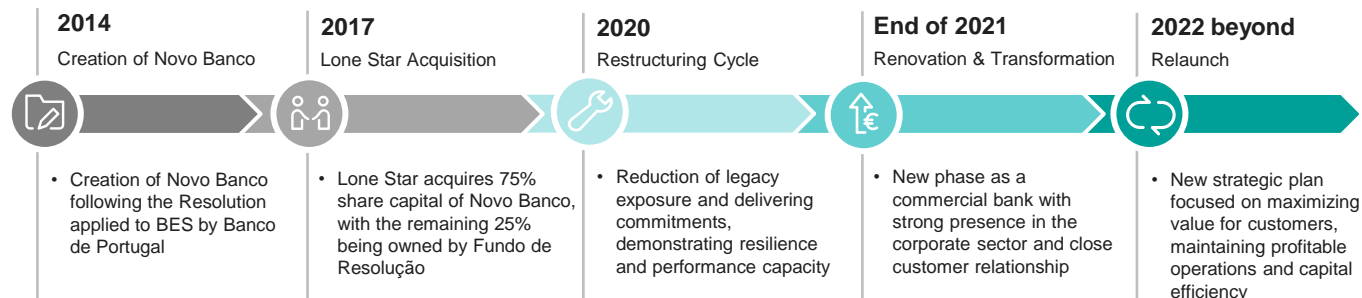 2014
Creation of Novo Banco
• Creation of Novo Banco
following the Resolution
applied to BES by Banco
de Portugal
2017
Lone Star Acquisition
• Lone Star acquires 75%
share capital of Novo Banco,
with the remaining 25%
being owned by Fundo de
Resolução
2020
Restructuring Cycle
• Reduction of legacy
exposure and delivering
commitments,
demonstrating resilience
and performance capacity
End of 2021
Renovation & Transformation
€
• New phase as a
commercial bank with
strong presence in the
corporate sector and close
customer relationship
2022 beyond
Relaunch
• New strategic plan
focused on maximizing
value for customers,
maintaining profitable
operations and capital
efficiency